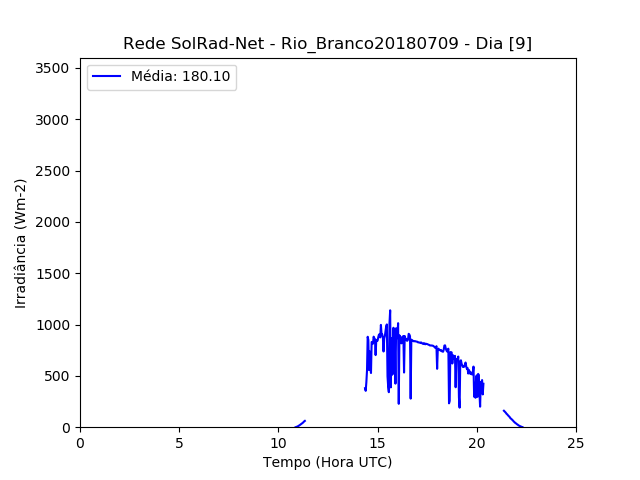 Rede SolRad-Net - Rio_Branco20180709 - Dia [9]
Média: 180.10
Irradiância (Wm-2)
3500
3000
2500
2000
1500
1000
500
0
0 5 10 15 20 25
Tempo (Hora UTC)